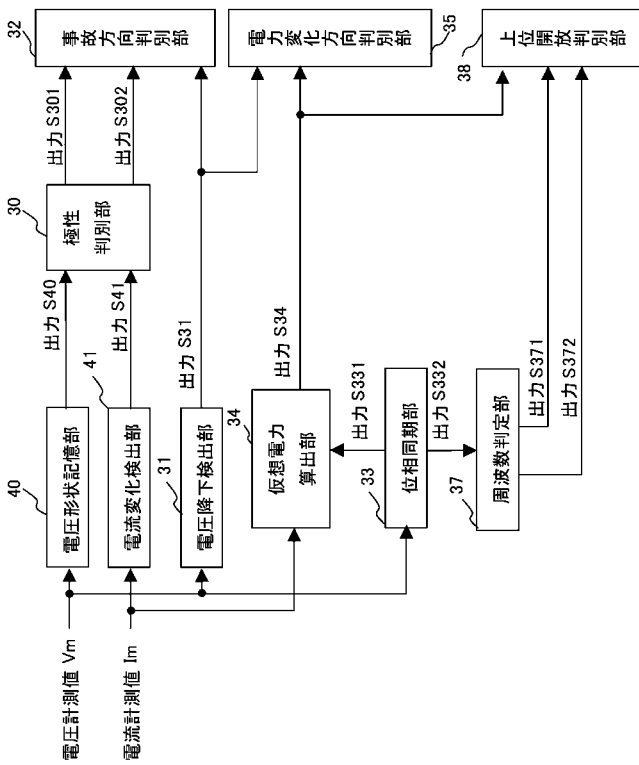 電圧計測値 Vm
電流計測値 Im
40
電圧形状記憶部
41
電流変化検出部
31
電圧降下検出部
34
仮想電力
算出部
33
位相同期部
37
周波数判定部
出力 S40
出力 S41
出力 S31
出力 S34
出力 S331
出力 S332
出力 S371
出力 S372
30
極性
判別部
出力 S301
出力 S302
32
事故方向判別部
35
電力変化方向判別部
38
上位開放判別部